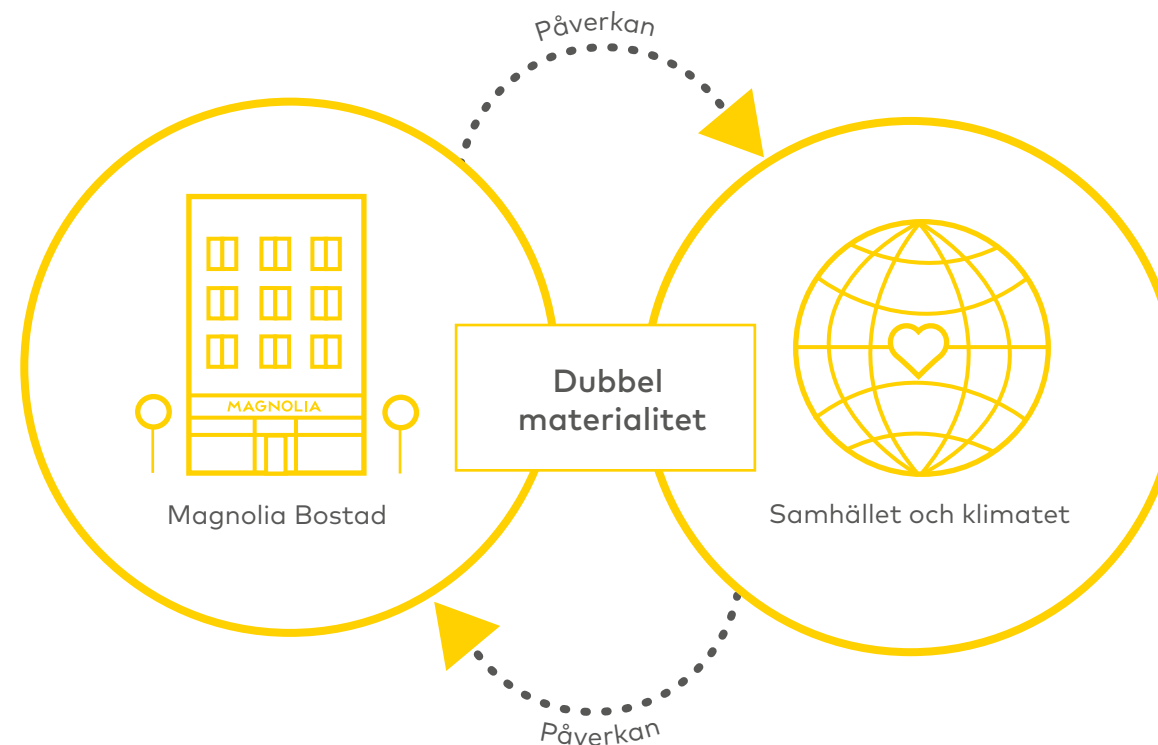 Påverkan
MAGNOLIA
Dubbel
materialitet
Magnolia Bostad
Samhället och klimatet
Påverkan